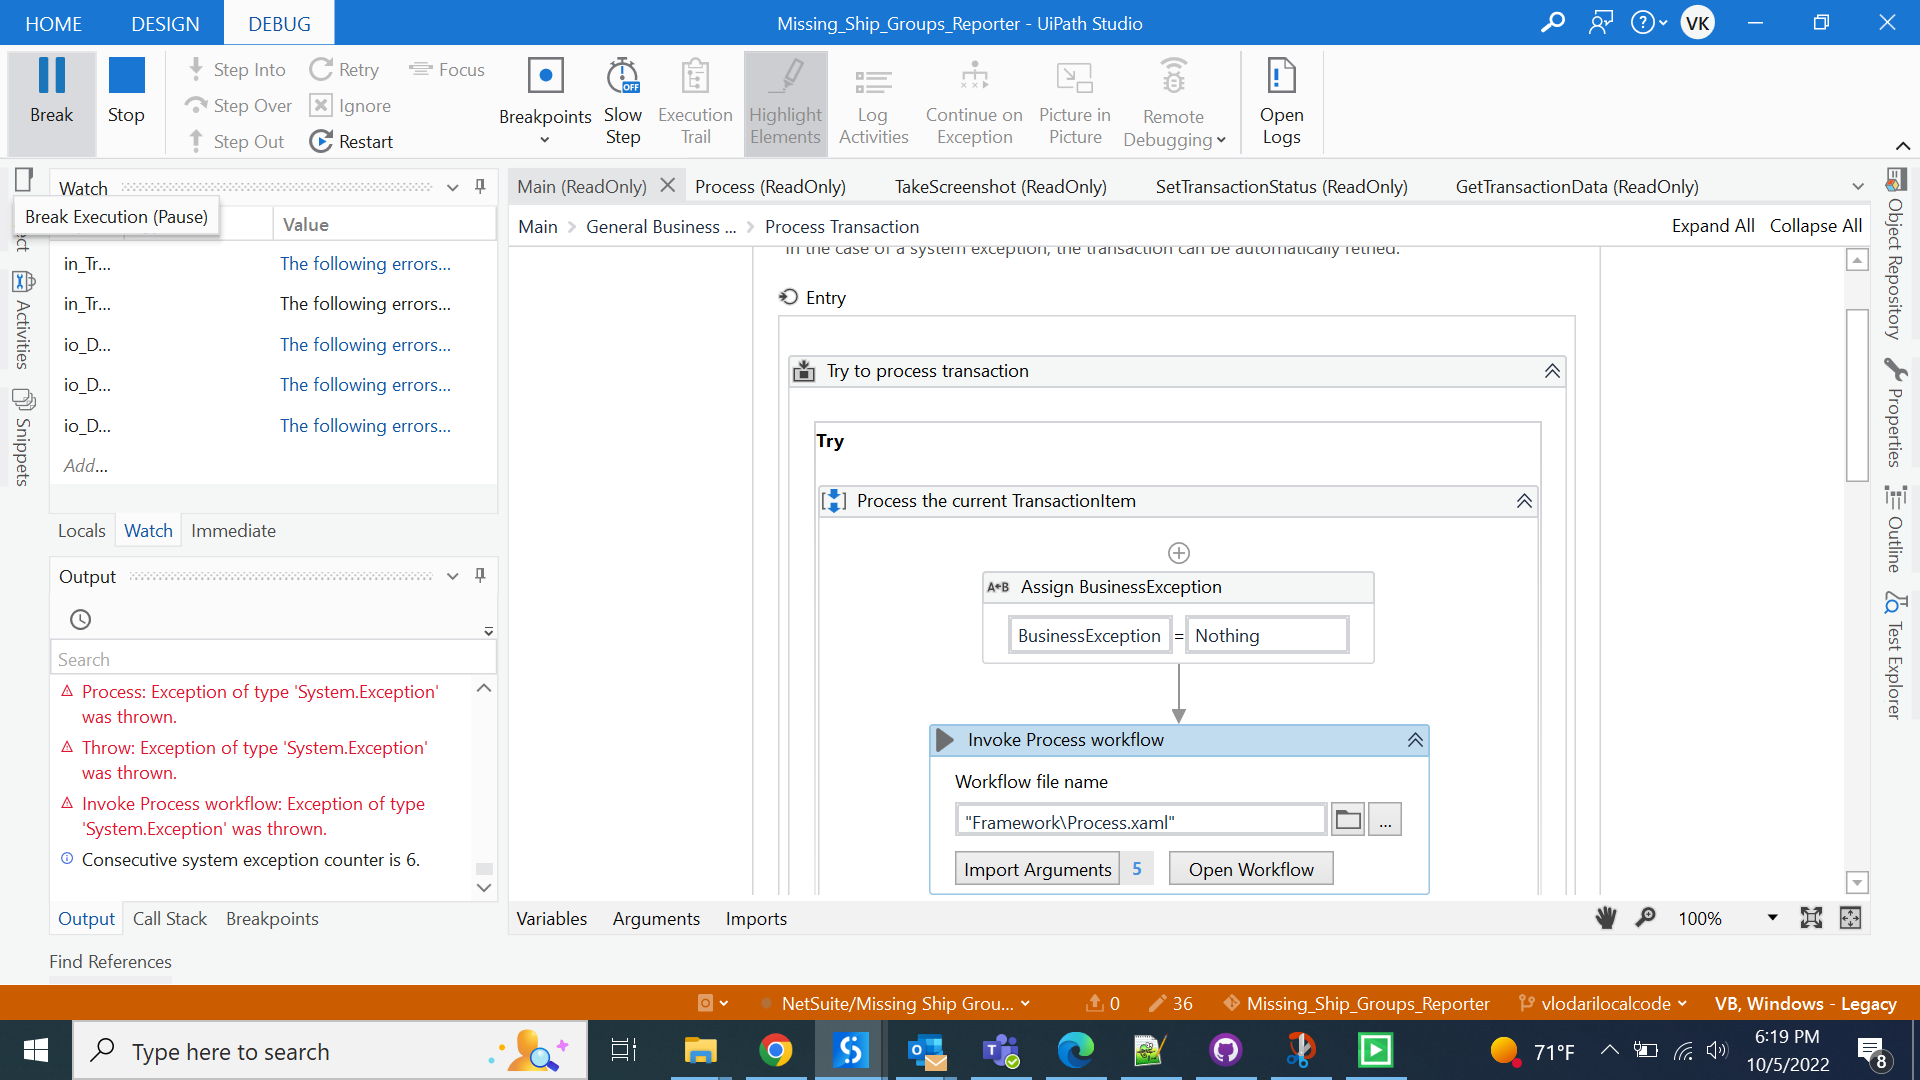 HOME DESIGN DEBUG Missing_Ship_Groups_Reporter - UiPath Studio VK
Break
Stop
Step Into
Step Over
Step Out
Retry
Ignore
Restart
Focus
Breakpoints
Slow
Step
OFF
Execution
Trail
Highlight
Elements
Log
Activities
Continue on
Exception
Picture in
Picture
Remote
Debugging
Open
Logs
Watch
Break Execution (Pause)
Value
in_Tr... The following errors...
in_Tr... The following errors...
io_D... The following errors...
io_D... The following errors...
io_D... The following errors...
Add...
Locals Watch Immediate
ct
Activities
Snippets
Output
Search
Process: Exception of type 'System.Exception'
was thrown.
Throw: Exception of type 'System.Exception'
was thrown.
Invoke Process workflow: Exception of type
'System.Exception' was thrown.
Consecutive system exception counter is 6.
Output Call Stack Breakpoints
Find References
Main (ReadOnly) Process (ReadOnly) TakeScreenshot (ReadOnly) SetTransactionStatus (ReadOnly) GetTransactionData (ReadOnly)
Main General Business ... Process Transaction Expand All Collapse All
In the case of a system exception, the transaction can be automatically retried.
Entry
Try to process transaction
Try
Process the current TransactionItem
A+B Assign BusinessException
BusinessException = Nothing
Invoke Process workflow
Workflow file name
"Framework\Process.xaml" ...
Import Arguments 5 Open Workflow
Variables Arguments Imports 100%
Object Repository
Properties
Outline
Test Explorer
NetSuite/Missing Ship Grou... 0 36 Missing_Ship_Groups_Reporter vlodarilocalcode VB, Windows - Legacy
Type here to search
71°F
6:19 PM
10/5/2022
8